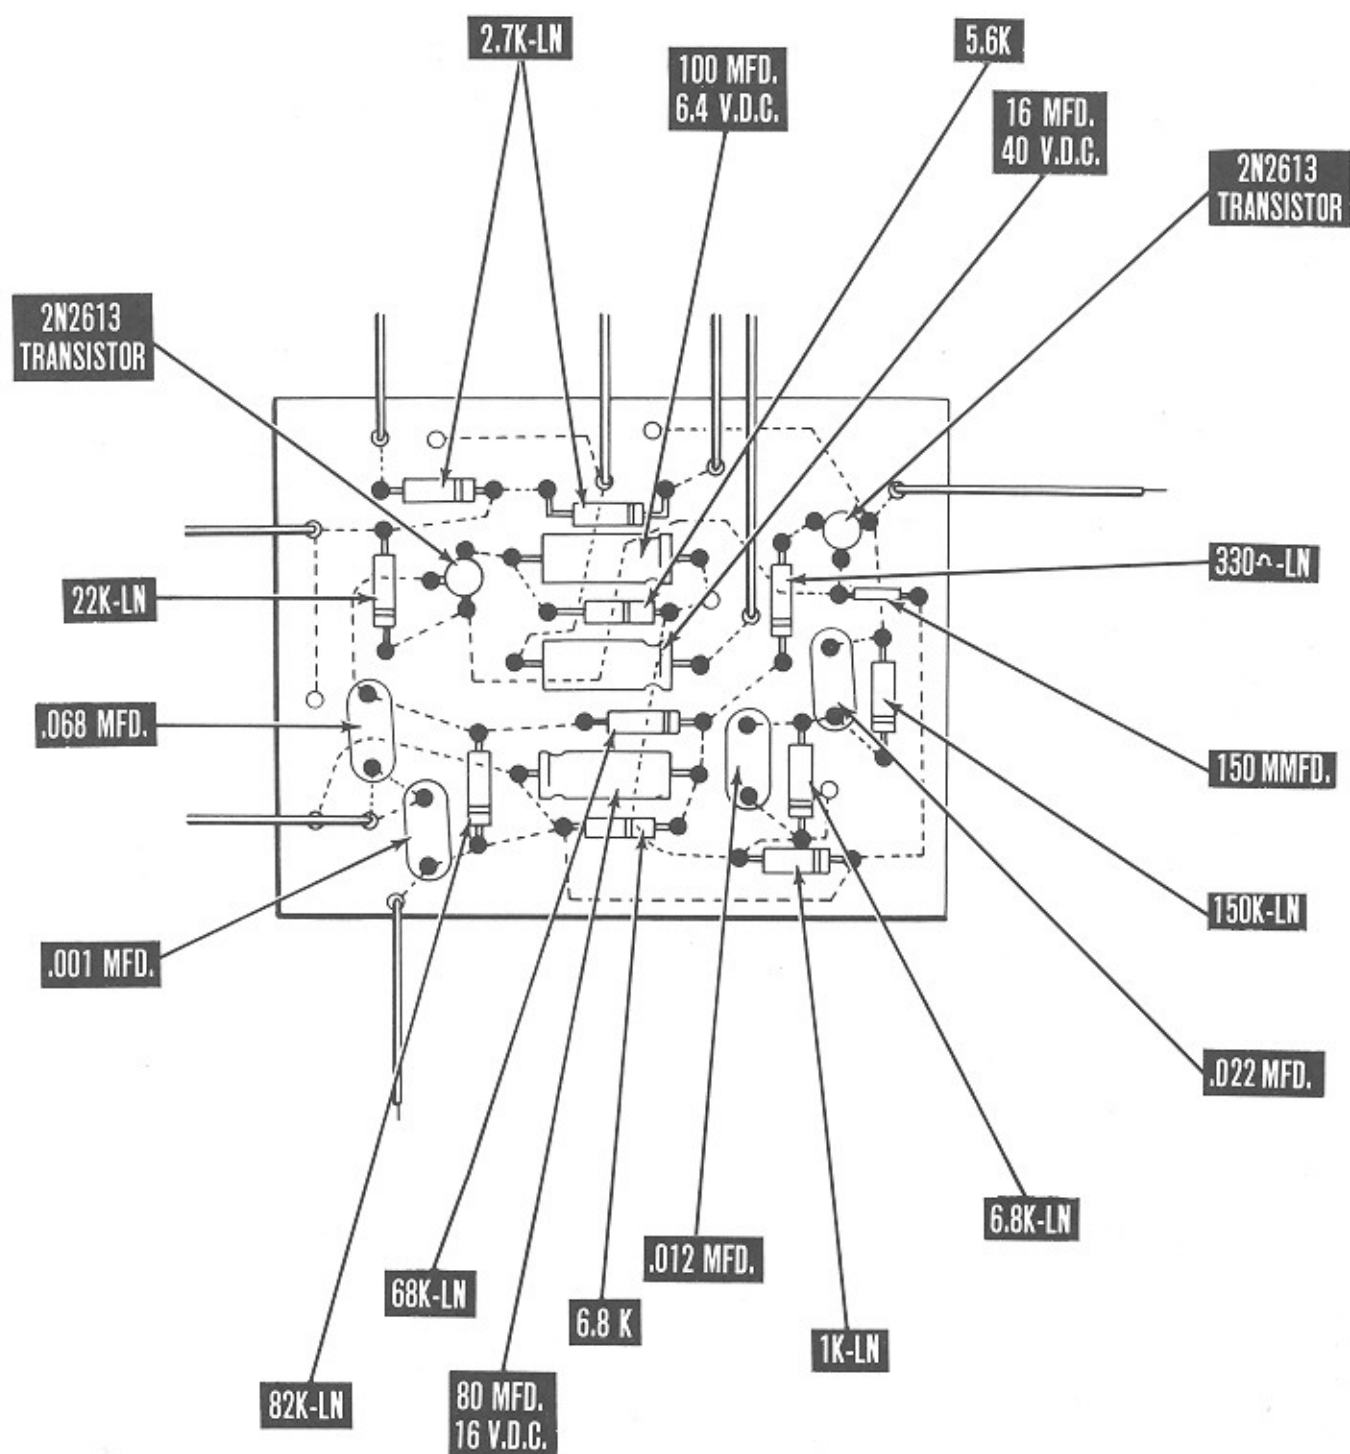 2.7K-LN
100 MFD.
6.4 V.D.C.
5.6K
16 MFD.
40 V.D.C.
2N2613
TRANSISTOR
2N2613
TRANSISTOR
22K-LN
330Ω-LN
.068 MFD.
150 MMFD.
150K-LN
.001 MFD.
.022 MFD.
6.8K-LN
.012 MFD.
68K-LN
6.8 K
1K-LN
82K-LN
80 MFD.
16 V.D.C.